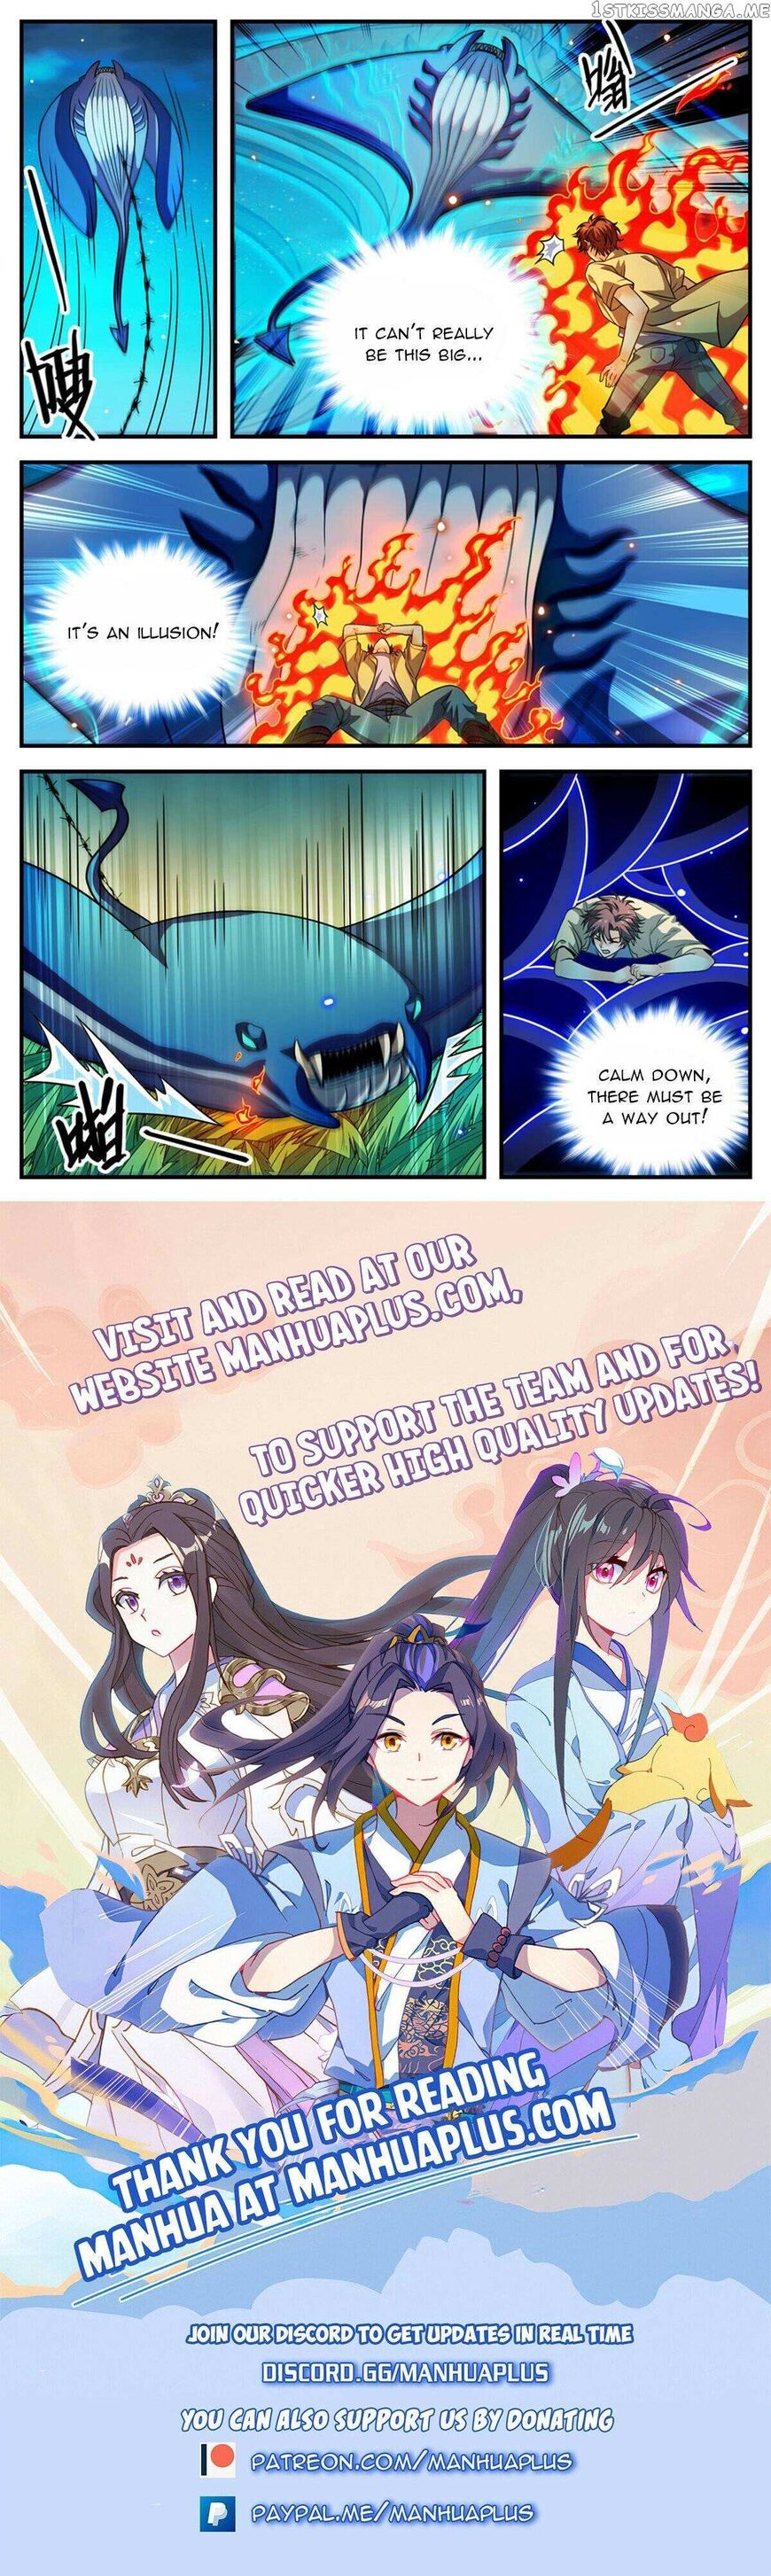 1STKISSMANGA.ME
IT CAN'T REALLY
BE THIS BIG...
IT'S AN ILLUSION!
CALM DOWN,
THERE MUST BE
A WAY OUT!
VISIT AND READ AT OUR
WEBSITE MANHUAPLUS.COM,
TO SUPPORT THE TEAM AND FOR
QUICKER HIGH QUALITY UPDATES!
THANK YOU FOR READING
MANHUA AT MANHUAPLUS.COM
JOIN OUR DISCORD TO GET UPDATES IN REAL TIME
DISCORD.GG/MANHUAPLUS
YOU CAN ALSO SUPPORT US BY DONATING
PATREON.COM/MANHUAPLUS
PAYPAL.ME/MANHUAPLUS